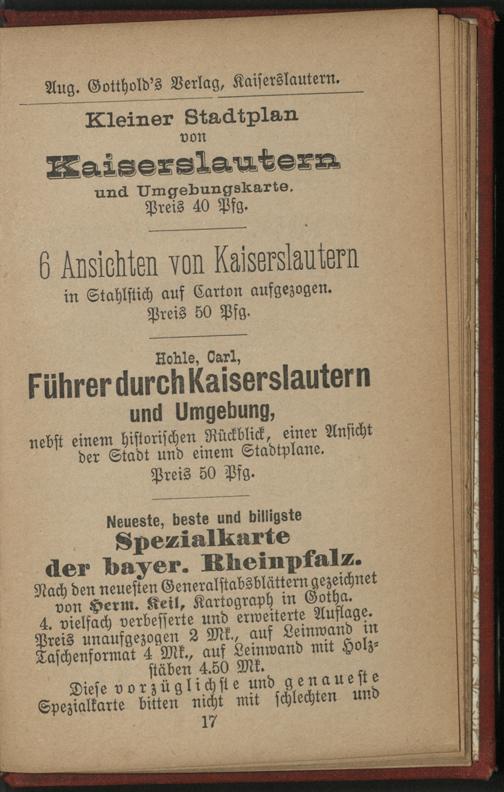 Aug. Gotthold's Verlag, Kaiserslautern.
Kleiner Stadtplan
von
Kaiserslautern
und Umgebungskarte.
Preis 40 Pfg.
6 Ansichten von Kaiserslautern
in Stahlstich auf Carton aufgezogen.
Preis 50 Pfg.
Hohle, Carl,
Führer durch Kaiserslautern
und Umgebung,
nebst einem historischen Rückblick, einer Ansicht
der Stadt und einem Stadtplane.
Preis 50 Pfg.
Neueste, beste und billigste
Spezialkarte
der bayer. Rheinpfalz.
Nach den neuesten Generalstabsblättern gezeichnet
von Herm. Keil, Kartograph in Gotha.
4. vielfach verbesserte und erweiterte Auflage.
Preis unaufgezogen 2 Mk., auf Leinwand in
Taschenformat 4 Mk., auf Leinwand mit Holz-
stäben 4.50 Mk.
Diese vorzüglichste und genaueste
Spezialkarte bitten nicht mit schlechten und
17